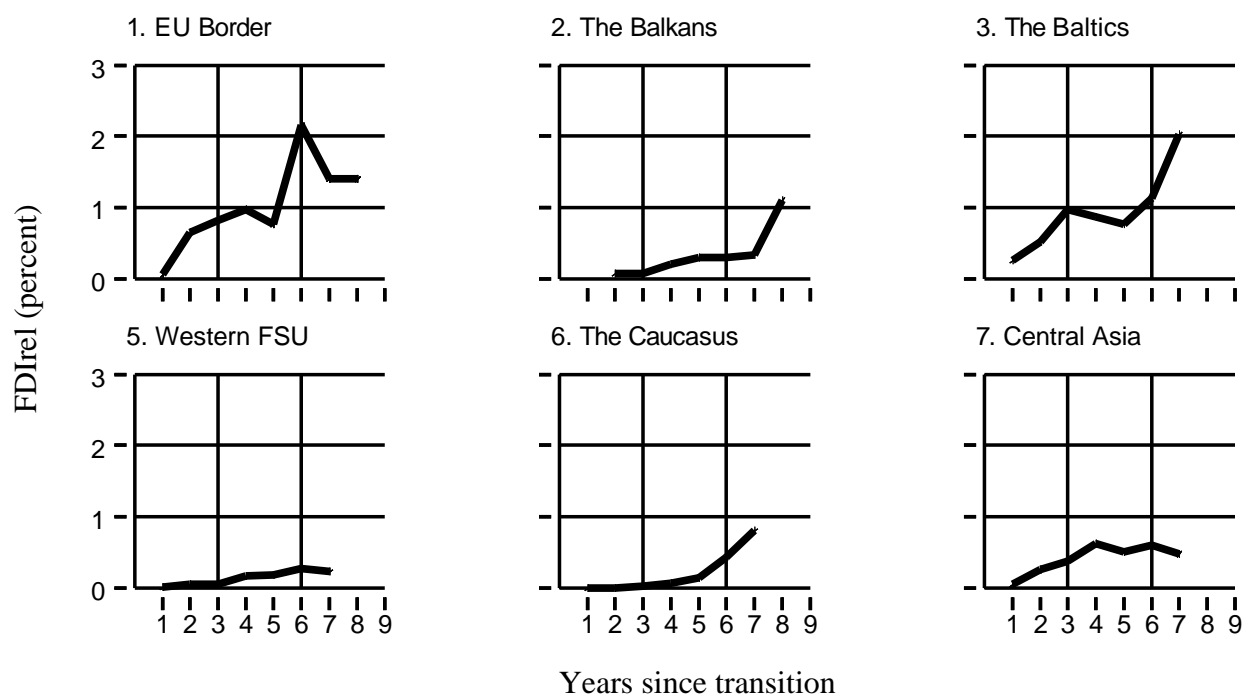 1. EU Border
2. The Balkans
3. The Baltics
3
2
1
0
5. Western FSU
6. The Caucasus
7. Central Asia
3
2
1
0
1 2 3 4 5 6 7 8 9
1 2 3 4 5 6 7 8 9
1 2 3 4 5 6 7 8 9
FDIrel (percent)
Years since transition